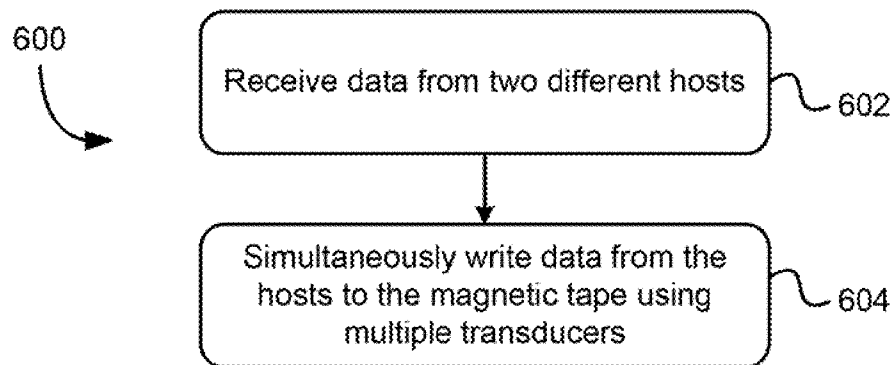 600
Receive data from two different hosts
602
Simultaneously write data from the
hosts to the magnetic tape using
multiple transducers
604